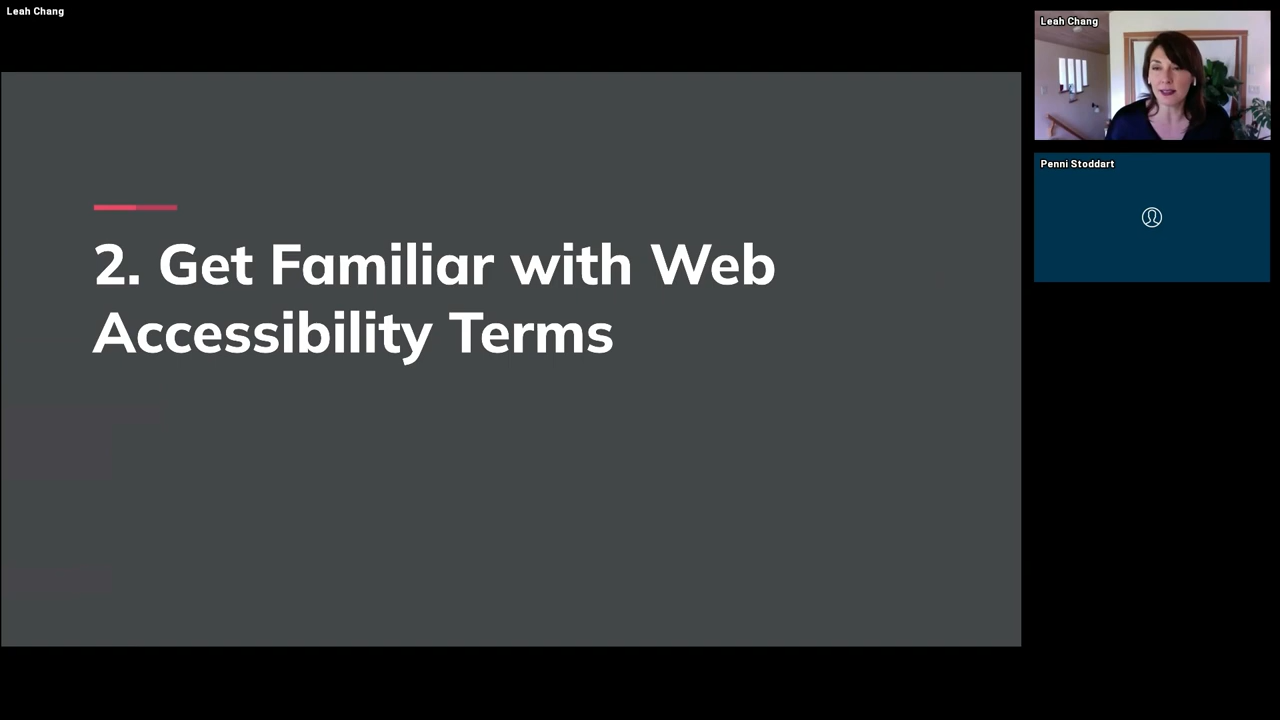 Leah Chang
Leah Chang
Penni Stoddart
2. Get Familiar with Web
Accessibility Terms